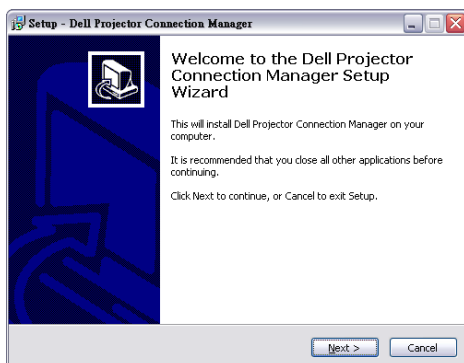 Setup - Dell Projector Connection Manager
Welcome to the Dell Projector
Connection Manager Setup
Wizard
This will install Dell Projector Connection Manager on your
computer.
It is recommended that you close all other applications before
continuing.
Click Next to continue, or Cancel to exit Setup.
Next > Cancel